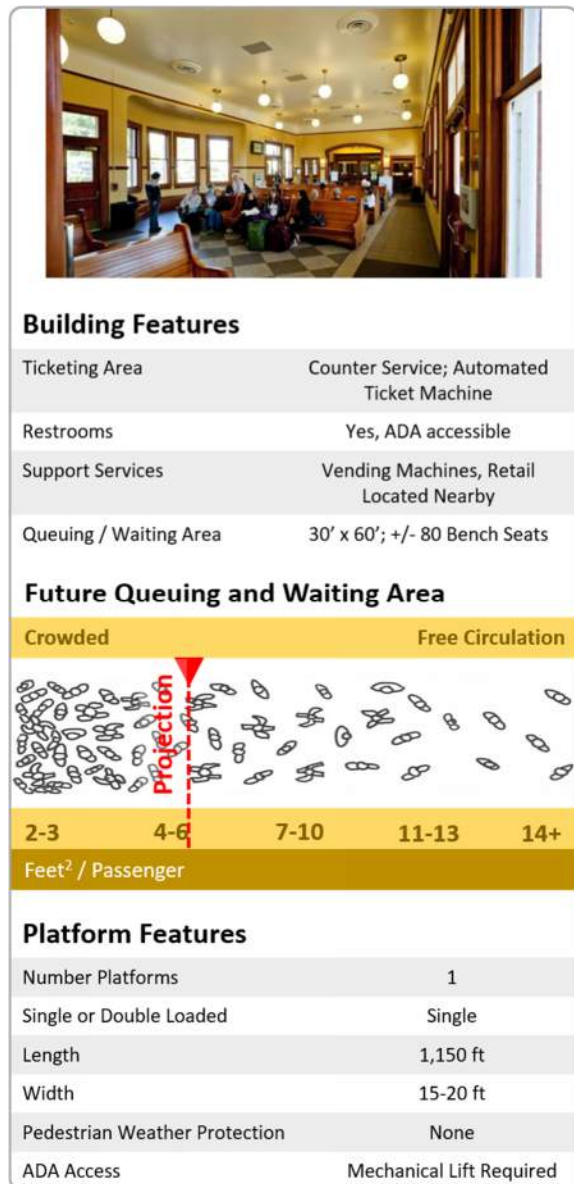 Building Features
Ticketing Area Counter Service; Automated
Ticket Machine
Restrooms Yes, ADA accessible
Support Services Vending Machines, Retail
Located Nearby
Queuing / Waiting Area 30' x 60'; +/- 80 Bench Seats
Future Queuing and Waiting Area
Crowded Free Circulation
Projection
2-3 4-6 7-10 11-13 14+
Feet² / Passenger
Platform Features
Number Platforms 1
Single or Double Loaded Single
Length 1,150 ft
Width 15-20 ft
Pedestrian Weather Protection None
ADA Access Mechanical Lift Required